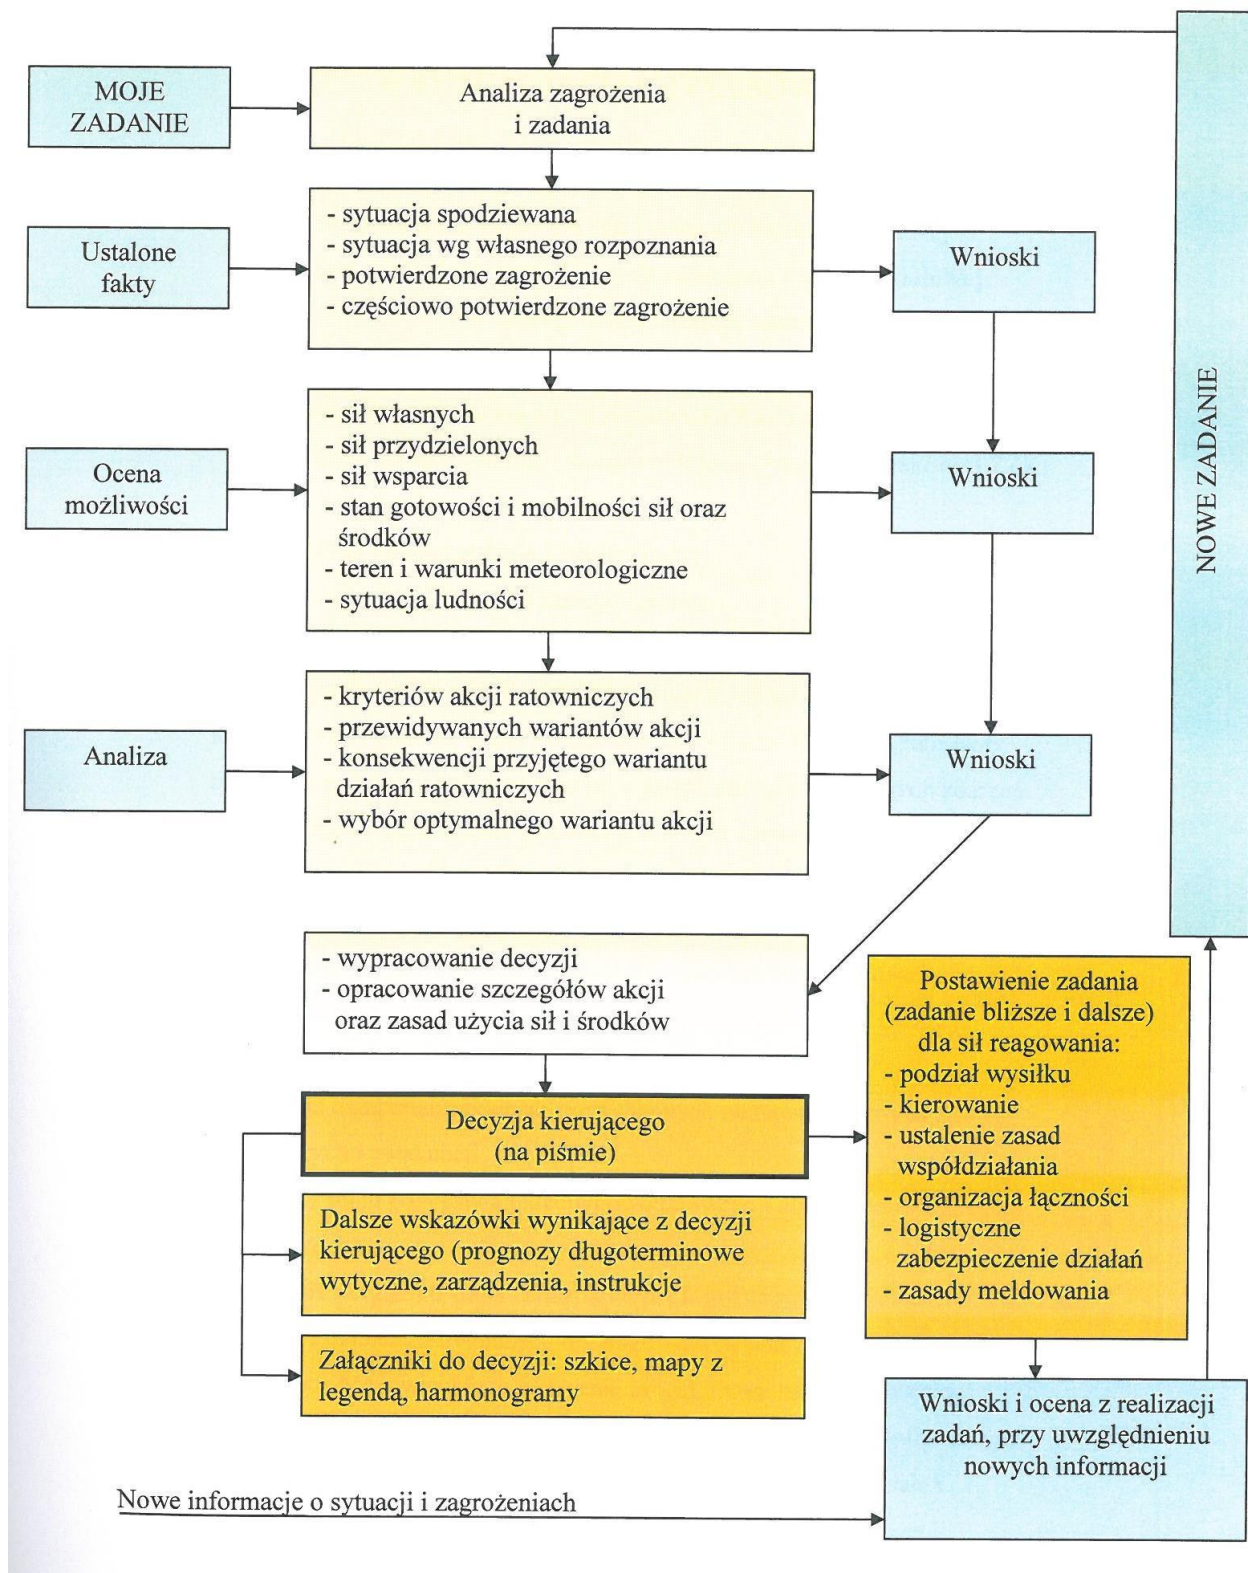 MOJE
ZADANIE
Analiza zagrożenia
i zadania
Ustalone
fakty
- sytuacja spodziewana
- sytuacja wg własnego rozpoznania
- potwierdzone zagrożenie
- częściowo potwierdzone zagrożenie
Wnioski
Ocena
możliwości
- sił własnych
- sił przydzielonych
- sił wsparcia
- stan gotowości i mobilności sił oraz
środków
- teren i warunki meteorologiczne
- sytuacja ludności
Wnioski
Analiza
- kryteriów akcji ratowniczych
- przewidywanych wariantów akcji
- konsekwencji przyjętego wariantu
działań ratowniczych
- wybór optymalnego wariantu akcji
Wnioski
NOWE ZADANIE
- wypracowanie decyzji
- opracowanie szczegółów akcji
oraz zasad użycia sił i środków
Decyzja kierującego
(na piśmie)
Dalsze wskazówki wynikające z decyzji
kierującego (prognozy długoterminowe
wytyczne, zarządzenia, instrukcje
Załączniki do decyzji: szkice, mapy z
legendą, harmonogramy
Postawienie zadania
(zadanie bliższe i dalsze)
dla sił reagowania:
- podział wysiłku
- kierowanie
- ustalenie zasad
współdziałania
- organizacja łączności
- logistyczne
zabezpieczenie działań
- zasady meldowania
Wnioski i ocena z realizacji
zadań, przy uwzględnieniu
nowych informacji
Nowe informacje o sytuacji i zagrożeniach